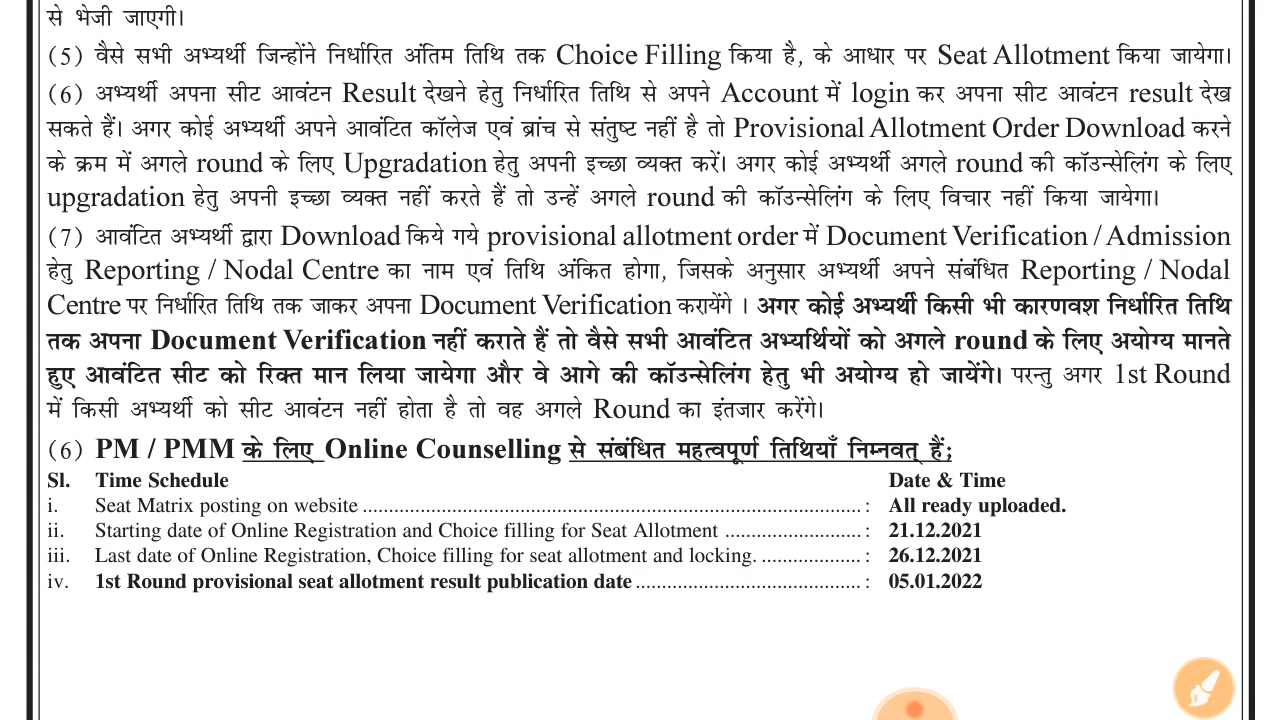 से भेजी जाएगी।
(5) वैसे सभी अभ्यर्थी जिन्होंने निर्धारित अंतिम तिथि तक Choice Filling किया है, के आधार पर Seat Allotment किया जायेगा।
(6) अभ्यर्थी अपना सीट आवंटन Result देखने हेतु निर्धारित तिथि से अपने Account में login कर अपना सीट आवंटन result देख
सकते हैं। अगर कोई अभ्यर्थी अपने आवंटित कॉलेज एवं ब्रांच से संतुष्ट नहीं है तो Provisional Allotment Order Download करने
के क्रम में अगले round के लिए Upgradation हेतु अपनी इच्छा व्यक्त करें। अगर कोई अभ्यर्थी अगले round की कॉउन्सेलिंग के लिए
upgradation हेतु अपनी इच्छा व्यक्त नहीं करते हैं तो उन्हें अगले round की कॉउन्सेलिंग के लिए विचार नहीं किया जायेगा।
(7) आवंटित अभ्यर्थी द्वारा Download किये गये provisional allotment order में Document Verification / Admission
हेतु Reporting / Nodal Centre का नाम एवं तिथि अंकित होगा, जिसके अनुसार अभ्यर्थी अपने संबंधित Reporting / Nodal
Centre पर निर्धारित तिथि तक जाकर अपना Document Verification करायेंगे । अगर कोई अभ्यर्थी किसी भी कारणवश निर्धारित तिथि
तक अपना Document Verification नहीं कराते हैं तो वैसे सभी आवंटित अभ्यर्थियों को अगले round के लिए अयोग्य मानते
हुए आवंटित सीट को रिक्त मान लिया जायेगा और वे आगे की कॉउन्सेलिंग हेतु भी अयोग्य हो जायेंगे। परन्तु अगर 1st Round
में किसी अभ्यर्थी को सीट आवंटन नहीं होता है तो वह अगले Round का इंतजार करेंगे।
(6) PM / PMM के लिए Online Counselling से संबंधित महत्वपूर्ण तिथियाँ निम्नवत् हैं;
Sl. Time Schedule Date & Time
i. Seat Matrix posting on website ............................................................................................... : All ready uploaded.
ii. Starting date of Online Registration and Choice filling for Seat Allotment .......................... : 21.12.2021
iii. Last date of Online Registration, Choice filling for seat allotment and locking. ................... : 26.12.2021
iv. 1st Round provisional seat allotment result publication date ........................................... : 05.01.2022